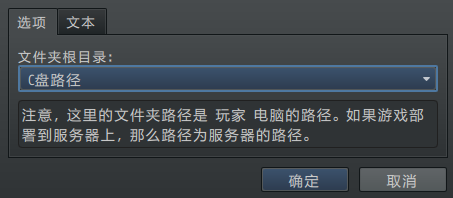 选项 文本
文件夹根目录:
C盘路径
注意，这里的文件夹路径是 玩家 电脑的路径。如果游戏部
署到服务器上，那么路径为服务器的路径。
确定 取消